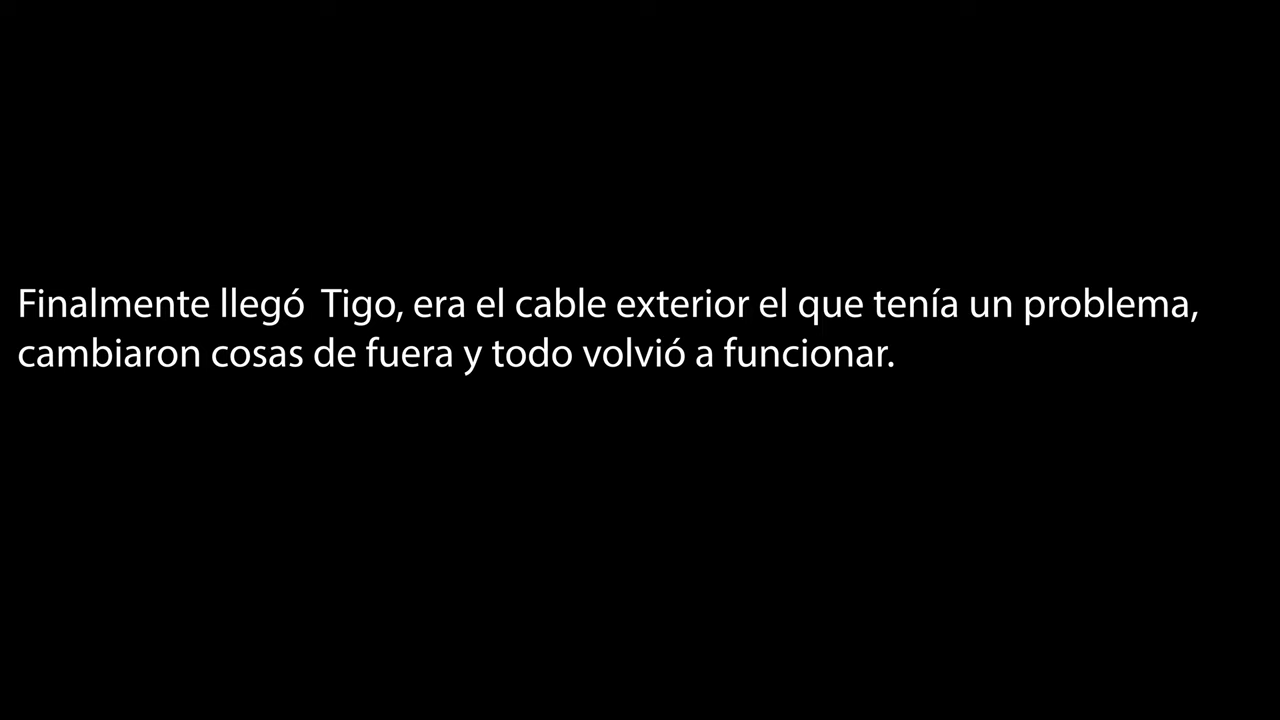 Finalmente llegó  Tigo, era el cable exterior el que tenía un problema,
cambiaron cosas de fuera y todo volvió a funcionar.